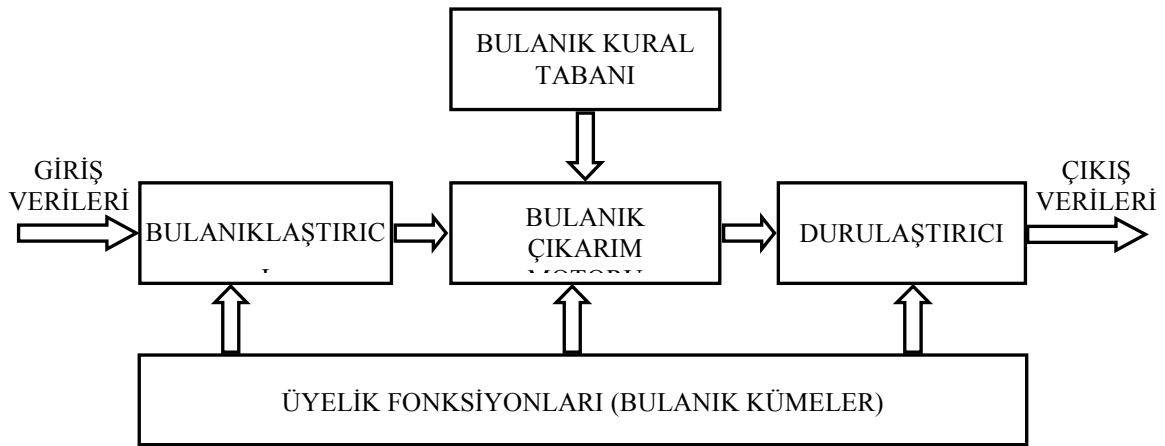 BULANIK KURAL
TABANI
GİRİŞ
VERİLERİ
BULANIKLAŞTIRIC
I
BULANIK
ÇIKARIM
MOTORU
DURULAŞTIRICI
ÇIKIŞ
VERİLERİ
ÜYELİK FONKSİYONLARI (BULANIK KÜMELER)